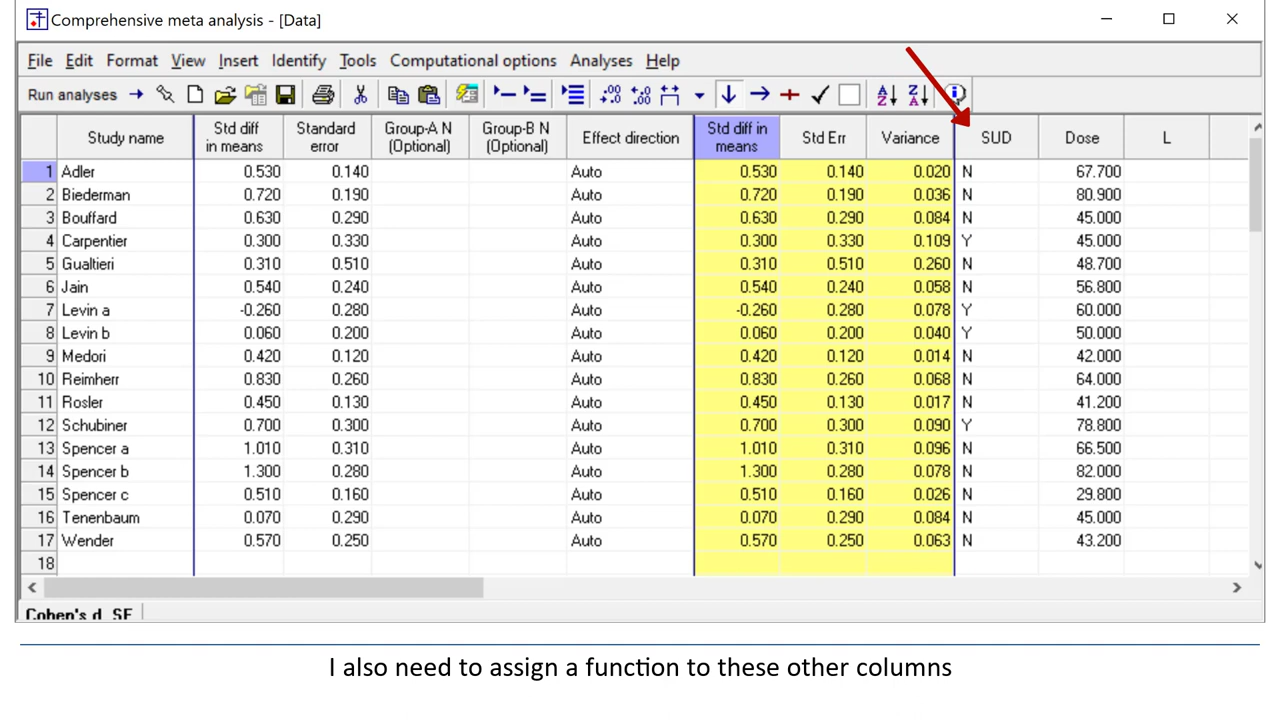 Comprehensive meta analysis - [Data]
File Edit Format View Insert Identify Tools Computational options Analyses Help
Run analyses
Study name Std diff in means Standard error Group-A N (Optional) Group-B N (Optional) Effect direction Std diff in means Std Err Variance SUD Dose L
1 Adler 0.530 0.140 Auto 0.530 0.140 0.020 N 67.700
2 Biederman 0.720 0.190 Auto 0.720 0.190 0.036 N 80.900
3 Bouffard 0.630 0.290 Auto 0.630 0.290 0.084 N 45.000
4 Carpentier 0.300 0.330 Auto 0.300 0.330 0.109 Y 45.000
5 Gualtieri 0.310 0.510 Auto 0.310 0.510 0.260 N 48.700
6 Jain 0.540 0.240 Auto 0.540 0.240 0.058 N 56.800
7 Levin a -0.260 0.280 Auto -0.260 0.280 0.078 Y 60.000
8 Levin b 0.060 0.200 Auto 0.060 0.200 0.040 Y 50.000
9 Medori 0.420 0.120 Auto 0.420 0.120 0.014 N 42.000
10 Reimherr 0.830 0.260 Auto 0.830 0.260 0.068 N 64.000
11 Rosler 0.450 0.130 Auto 0.450 0.130 0.017 N 41.200
12 Schubiner 0.700 0.300 Auto 0.700 0.300 0.090 Y 78.800
13 Spencer a 1.010 0.310 Auto 1.010 0.310 0.096 N 66.500
14 Spencer b 1.300 0.280 Auto 1.300 0.280 0.078 N 82.000
15 Spencer c 0.510 0.160 Auto 0.510 0.160 0.026 N 29.800
16 Tenenbaum 0.070 0.290 Auto 0.070 0.290 0.084 N 45.000
17 Wender 0.570 0.250 Auto 0.570 0.250 0.063 N 43.200
18
Cohen's d SE
I also need to assign a function to these other columns